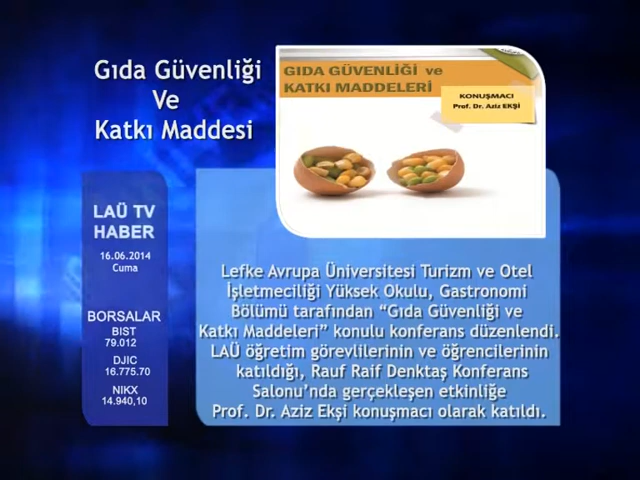 Gıda Güvenliği
Ve
Katkı Maddesi
GIDA GÜVENLİĞİ ve
KATKI MADDELERİ
KONUŞMACI
Prof. Dr. Aziz EKŞİ
LAÜ TV
HABER
16.06.2014
Cuma
BORSALAR
BIST
79.012
DJIC
16.775.70
NIKX
14.940,10
Lefke Avrupa Üniversitesi Turizm ve Otel
İşletmeciliği Yüksek Okulu, Gastronomi
Bölümü tarafından “Gıda Güvenliği ve
Katkı Maddeleri” konulu konferans düzenlendi.
LAÜ öğretim görevlilerinin ve öğrencilerinin
katıldığı, Rauf Raif Denktaş Konferans
Salonu’nda gerçekleşen etkinliğe
Prof. Dr. Aziz Ekşi konuşmacı olarak katıldı.